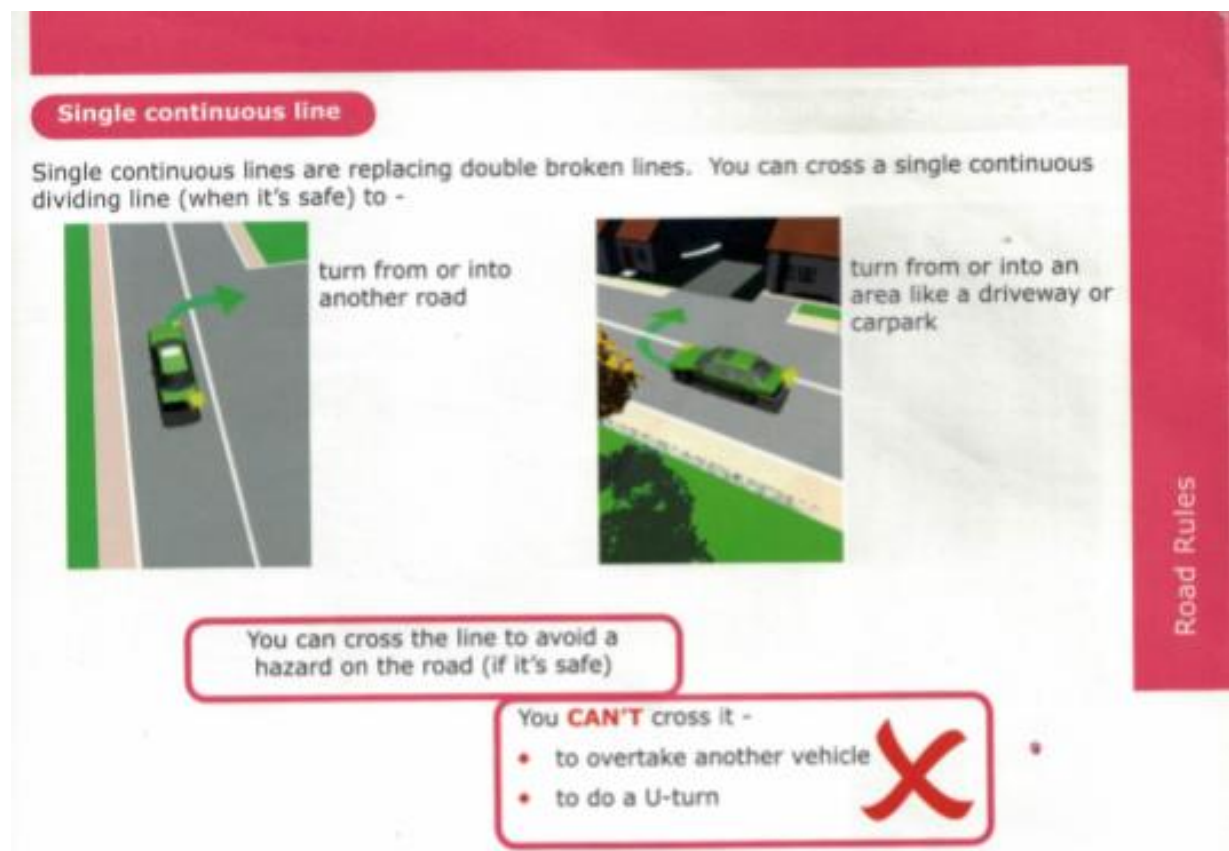 Single continuous line
Single continuous lines are replacing double broken lines. You can cross a single continuous
dividing line (when it's safe) to -
turn from or into
another road
turn from or into an
area like a driveway or
carpark
You can cross the line to avoid a
hazard on the road (if it's safe)
You CAN'T cross it -
• to overtake another vehicle
• to do a U-turn
Road Rules